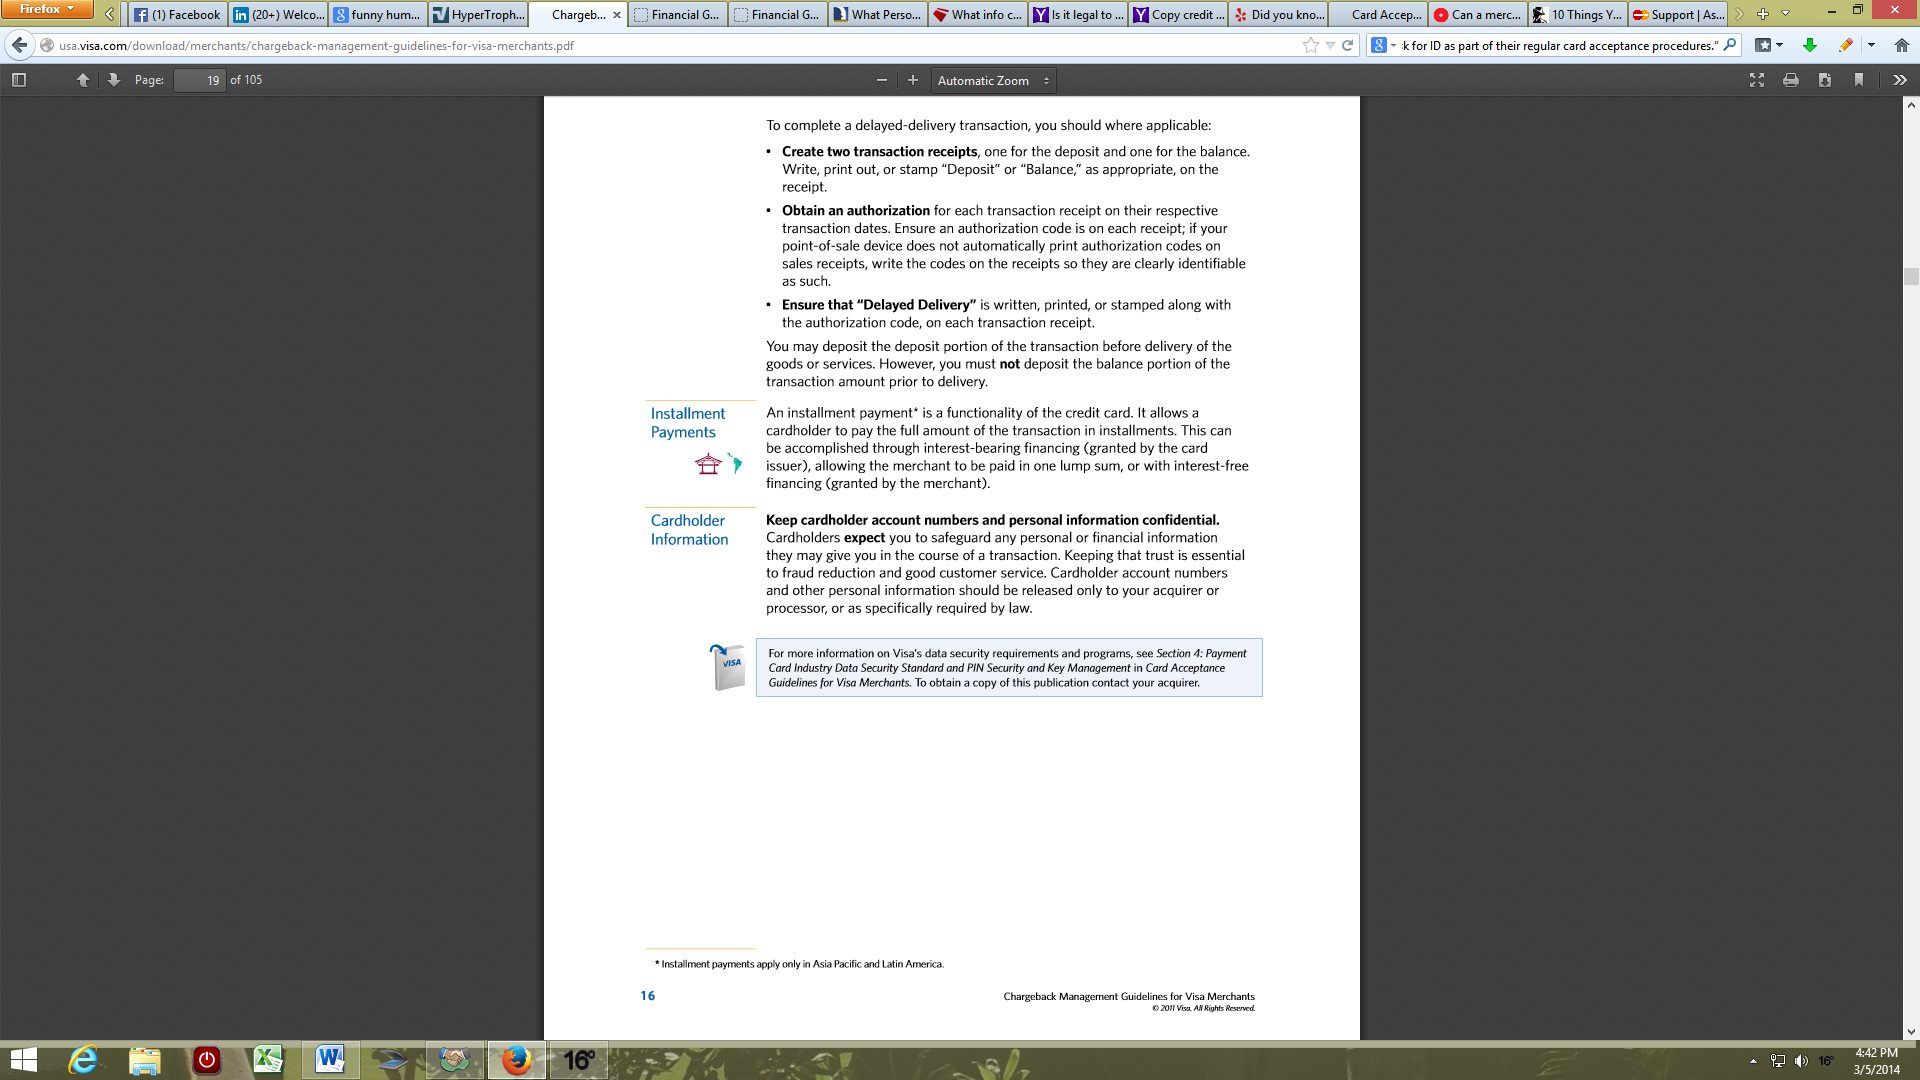 Firefox
(1) Facebook
(20+) Welco...
funny hum...
HyperTroph...
Chargeb...
Financial G...
Financial G...
What Perso...
What info c...
Is it legal to ...
Copy credit ...
Did you kno...
Card Accep...
Can a merc...
10 Things Y...
Support | As...
usa.visa.com/download/merchants/chargeback-management-guidelines-for-visa-merchants.pdf
k for ID as part of their regular card acceptance procedures."
Page: 19 of 105
Automatic Zoom
To complete a delayed-delivery transaction, you should where applicable:
• Create two transaction receipts, one for the deposit and one for the balance.
Write, print out, or stamp “Deposit” or “Balance,” as appropriate, on the
receipt.
• Obtain an authorization for each transaction receipt on their respective
transaction dates. Ensure an authorization code is on each receipt; if your
point-of-sale device does not automatically print authorization codes on
sales receipts, write the codes on the receipts so they are clearly identifiable
as such.
• Ensure that “Delayed Delivery” is written, printed, or stamped along with
the authorization code, on each transaction receipt.
You may deposit the deposit portion of the transaction before delivery of the
goods or services. However, you must not deposit the balance portion of the
transaction amount prior to delivery.
Installment
Payments
An installment payment* is a functionality of the credit card. It allows a
cardholder to pay the full amount of the transaction in installments. This can
be accomplished through interest-bearing financing (granted by the card
issuer), allowing the merchant to be paid in one lump sum, or with interest-free
financing (granted by the merchant).
Cardholder
Information
Keep cardholder account numbers and personal information confidential.
Cardholders expect you to safeguard any personal or financial information
they may give you in the course of a transaction. Keeping that trust is essential
to fraud reduction and good customer service. Cardholder account numbers
and other personal information should be released only to your acquirer or
processor, or as specifically required by law.
VISA
For more information on Visa’s data security requirements and programs, see Section 4: Payment
Card Industry Data Security Standard and PIN Security and Key Management in Card Acceptance
Guidelines for Visa Merchants. To obtain a copy of this publication contact your acquirer.
* Installment payments apply only in Asia Pacific and Latin America.
16
Chargeback Management Guidelines for Visa Merchants
© 2011 Visa. All Rights Reserved.
16°
16°
4:42 PM
3/5/2014